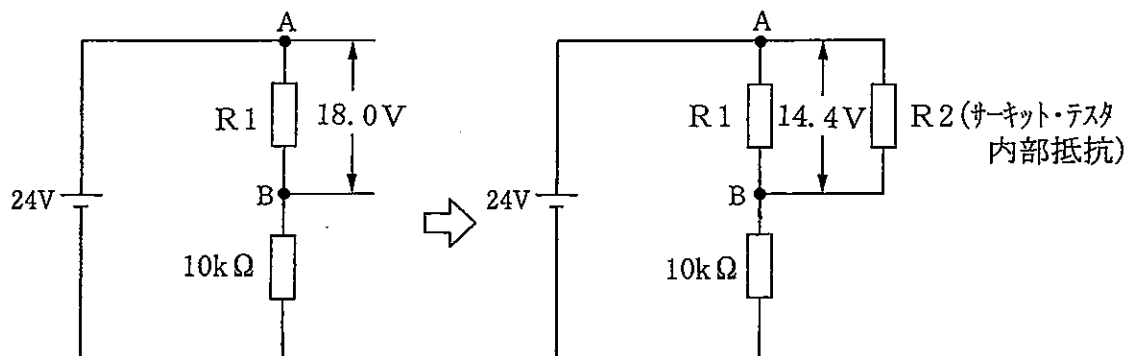 A
R1
18.0V
24V
B
10kΩ
A
R1
14.4V
R2(サーキット・テスタ
内部抵抗)
24V
B
10kΩ